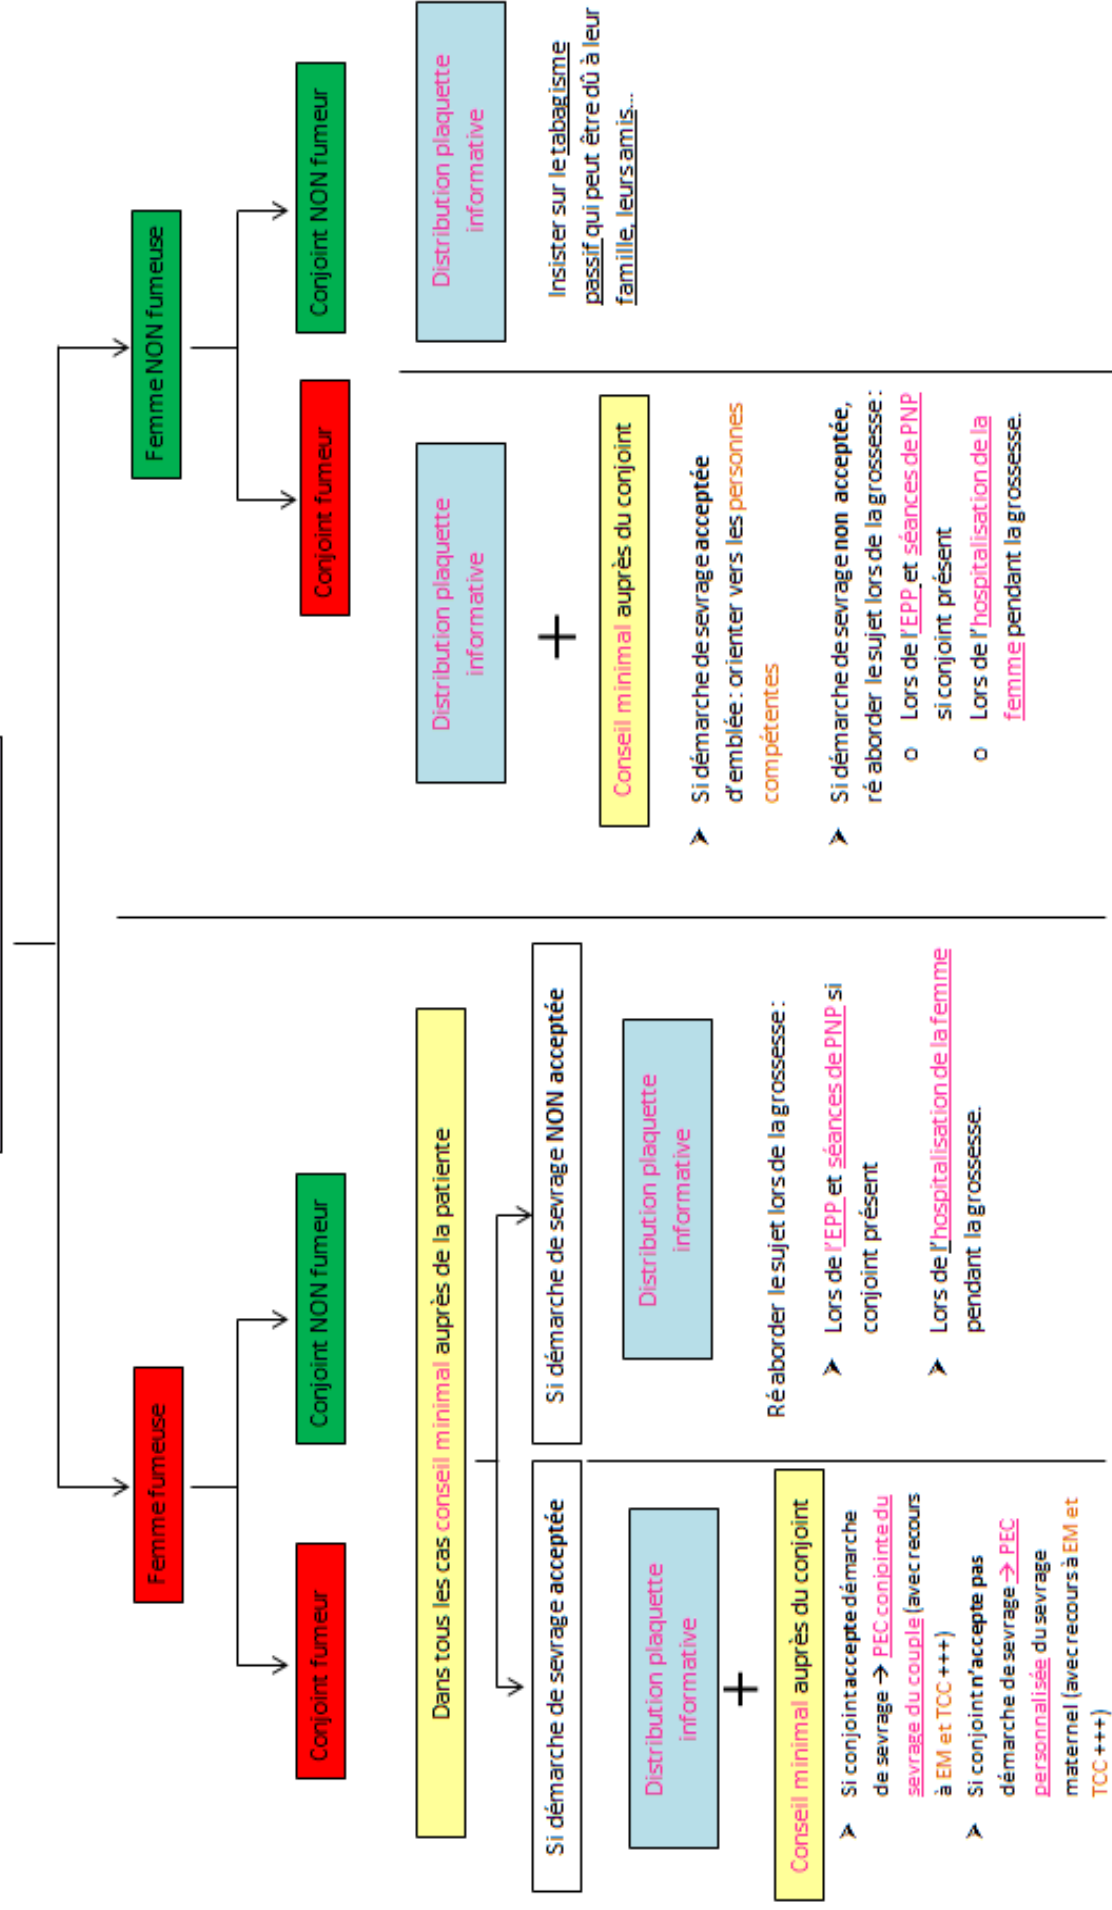 Femme fumeuse
Femme NON fumeuse
Conjoint fumeur
Conjoint NON fumeur
Conjoint fumeur
Conjoint NON fumeur
Dans tous les cas conseil minimal auprès de la patiente
Si démarche de sevrage acceptée
Si démarche de sevrage NON acceptée
Distribution plaquette
informative
+
Conseil minimal auprès du conjoint
➤ Si conjoint accepte démarche
de sevrage → PEC conjointe du
sevrage du couple (avec recours
à EM et TCC +++)
➤ Si conjoint n'accepte pas
démarche de sevrage → PEC
personnalisée du sevrage
maternel (avec recours à EM et
TCC +++)
Distribution plaquette
informative
Ré aborder le sujet lors de la grossesse :
➤ Lors de l'EPP et séances de PNP si
conjoint présent
➤ Lors de l'hospitalisation de la femme
pendant la grossesse.
Distribution plaquette
informative
+
Conseil minimal auprès du conjoint
➤ Si démarche de sevrage acceptée
d'emblée : orienter vers les personnes
compétentes
➤ Si démarche de sevrage non acceptée,
ré aborder le sujet lors de la grossesse :
o Lors de l'EPP et séances de PNP
si conjoint présent
o Lors de l'hospitalisation de la
femme pendant la grossesse.
Distribution plaquette
informative
Insister sur le tabagisme
passif qui peut être dû à leur
famille, leurs amis...